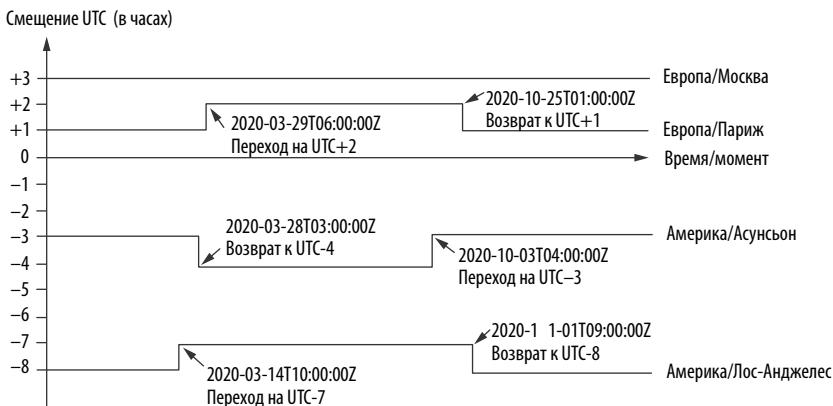 Смещение UTC (в часах)
+3
Европа/Москва
+2
2020-10-25T01:00:00Z
Возврат к UTC+1
+1
2020-03-29T06:00:00Z
Переход на UTC+2
Европа/Париж
0
Время/момент
−1
−2
2020-03-28T03:00:00Z
Возврат к UTC-4
−3
Америка/Асунсьон
−4
2020-10-03T04:00:00Z
Переход на UTC−3
−5
−6
−7
2020-1 1-01T09:00:00Z
Возврат к UTC-8
−8
2020-03-14T10:00:00Z
Переход на UTC-7
Америка/Лос-Анджелес